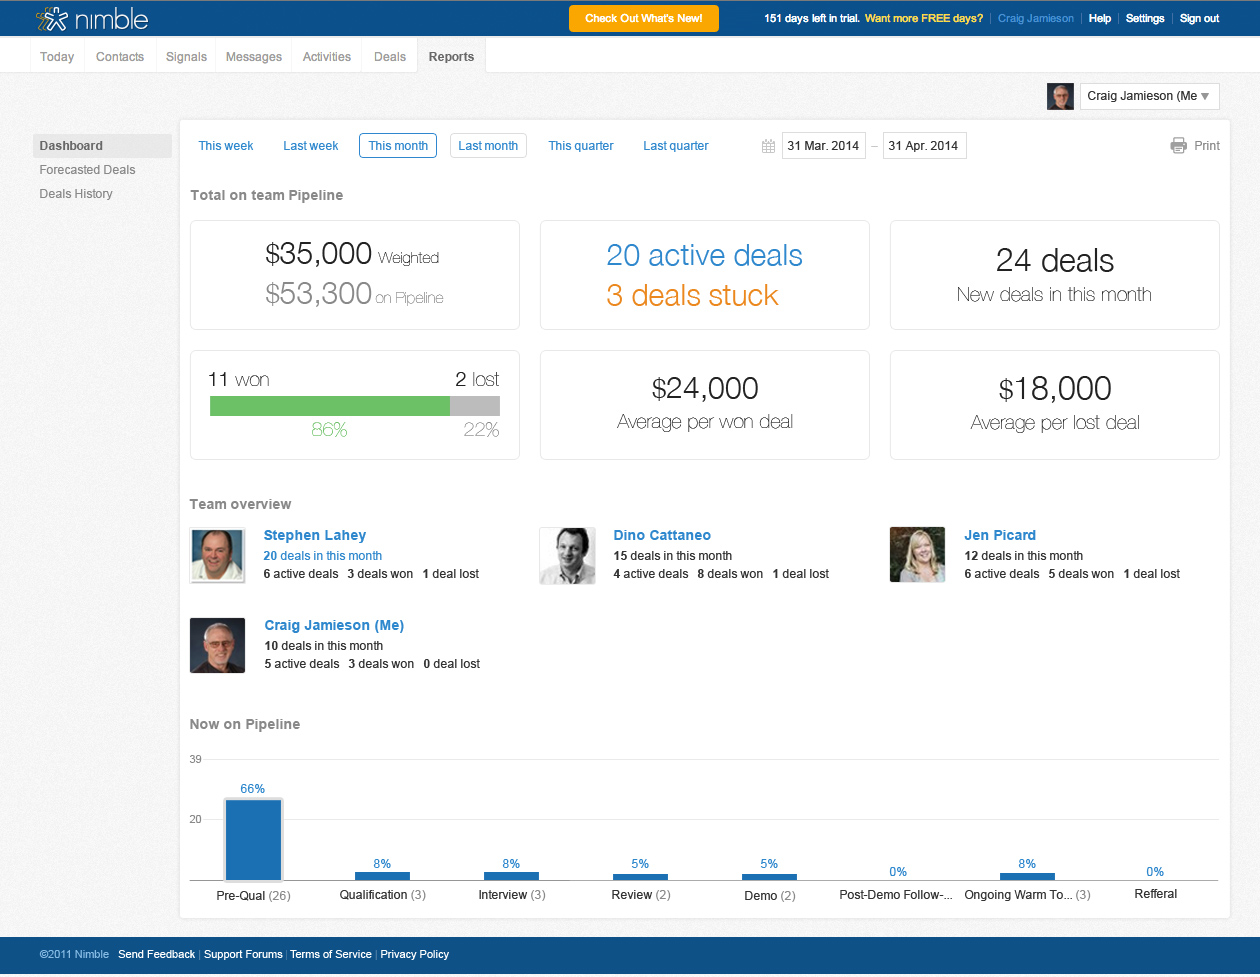 nimble
Check Out What's New!
151 days left in trial. Want more FREE days? Craig Jamieson Help Settings Sign out
Today Contacts Signals Messages Activities Deals Reports
Craig Jamieson (Me
Dashboard
Forecasted Deals
Deals History
This week Last week This month Last month This quarter Last quarter 31 Mar. 2014 – 31 Apr. 2014 Print
Total on team Pipeline
$35,000 Weighted
$53,300 on Pipeline
20 active deals
3 deals stuck
24 deals
New deals in this month
11 won 2 lost
86% 22%
$24,000
Average per won deal
$18,000
Average per lost deal
Team overview
Stephen Lahey
20 deals in this month
6 active deals 3 deals won 1 deal lost
Dino Cattaneo
15 deals in this month
4 active deals 8 deals won 1 deal lost
Jen Picard
12 deals in this month
6 active deals 5 deals won 1 deal lost
Craig Jamieson (Me)
10 deals in this month
5 active deals 3 deals won 0 deal lost
Now on Pipeline
39
66%
20
8% 8% 5% 5% 0% 8% 0%
Pre-Qual (26) Qualification (3) Interview (3) Review (2) Demo (2) Post-Demo Follow-... Ongoing Warm To... (3) Refferal
©2011 Nimble Send Feedback | Support Forums | Terms of Service | Privacy Policy